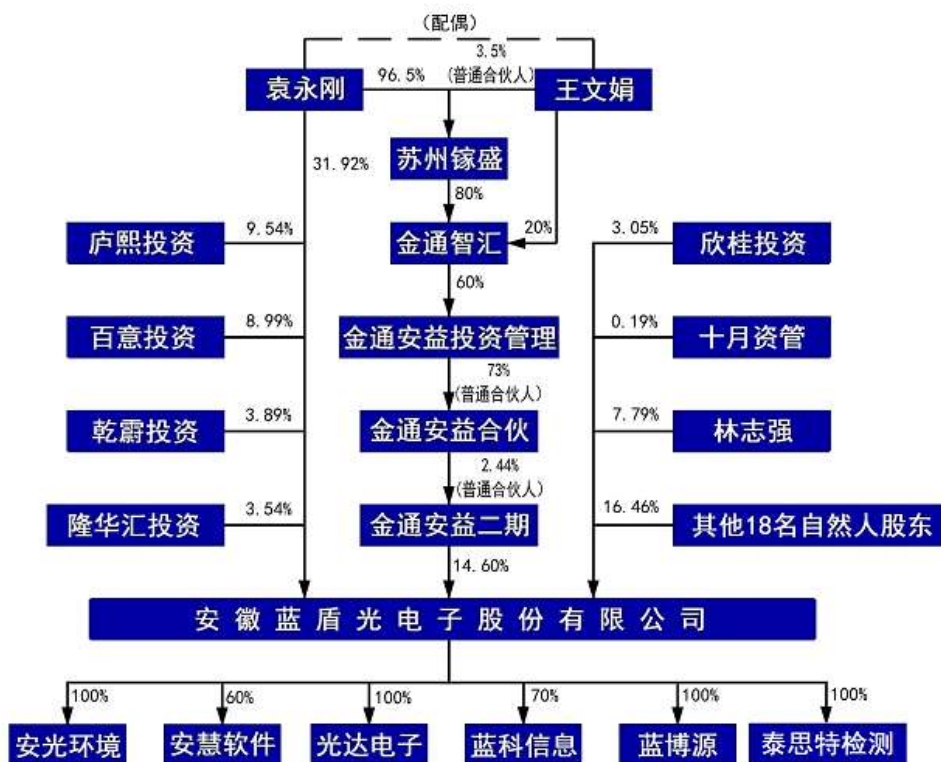 （配偶）
3.5%
96.5% （普通合伙人）
袁永刚 王文娟
31.92% 苏州镓盛
80%
庐熙投资 9.54% 金通智汇 20% 3.05% 欣桂投资
60%
百意投资 8.99% 金通安益投资管理 0.19% 十月资管
73%
（普通合伙人）
乾霨投资 3.89% 金通安益合伙 7.79% 林志强
2.44%
（普通合伙人）
隆华汇投资 3.54% 金通安益二期 16.46% 其他18名自然人股东
14.60%
安徽蓝盾光电子股份有限公司
100% 60% 100% 70% 100% 100%
安光环境 安慧软件 光达电子 蓝科信息 蓝博源 泰思特检测